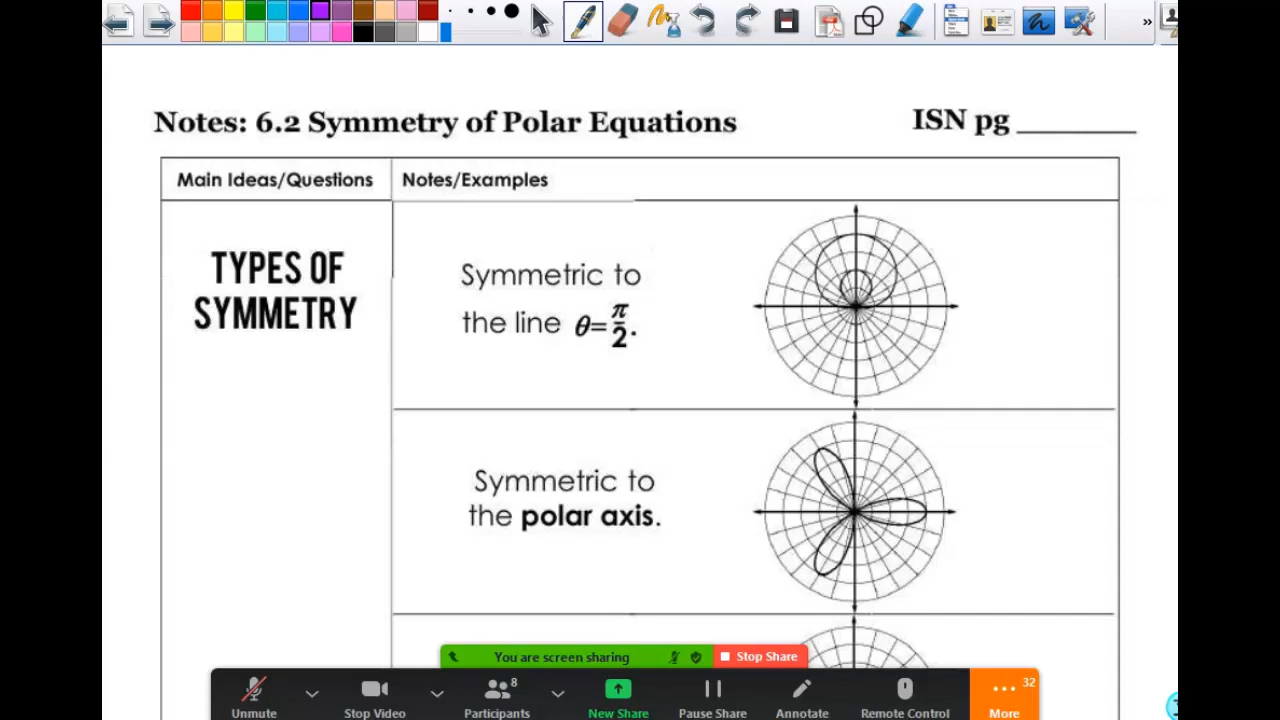 »
Notes: 6.2 Symmetry of Polar Equations
ISN pg ________
Main Ideas/Questions
Notes/Examples
TYPES OF
SYMMETRY
Symmetric to
the line θ=π/2.
Symmetric to
the polar axis.
You are screen sharing
Stop Share
8
32
Unmute
Stop Video
Participants
New Share
Pause Share
Annotate
Remote Control
More